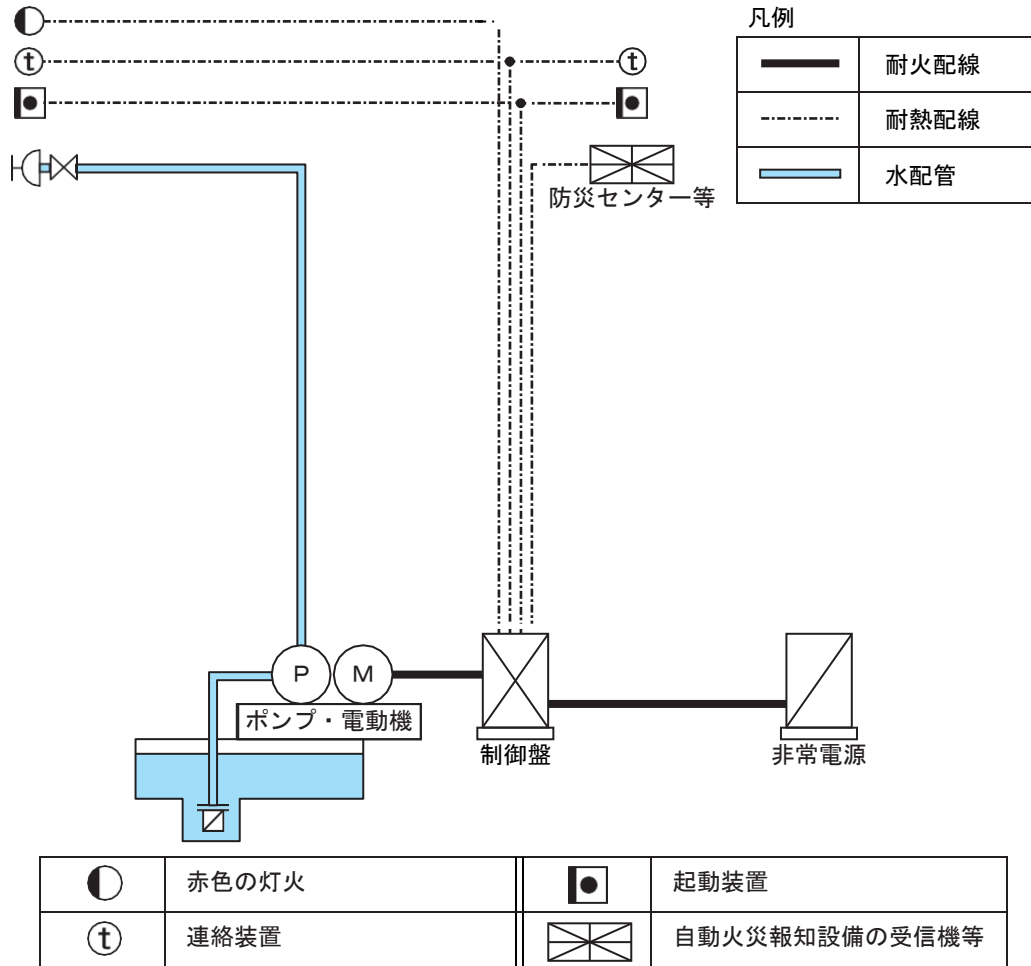 凡例
耐火配線
耐熱配線
水配管
t
t
防災センター等
P
M
ポンプ・電動機
制御盤
非常電源
赤色の灯火
起動装置
t
連絡装置
自動火災報知設備の受信機等